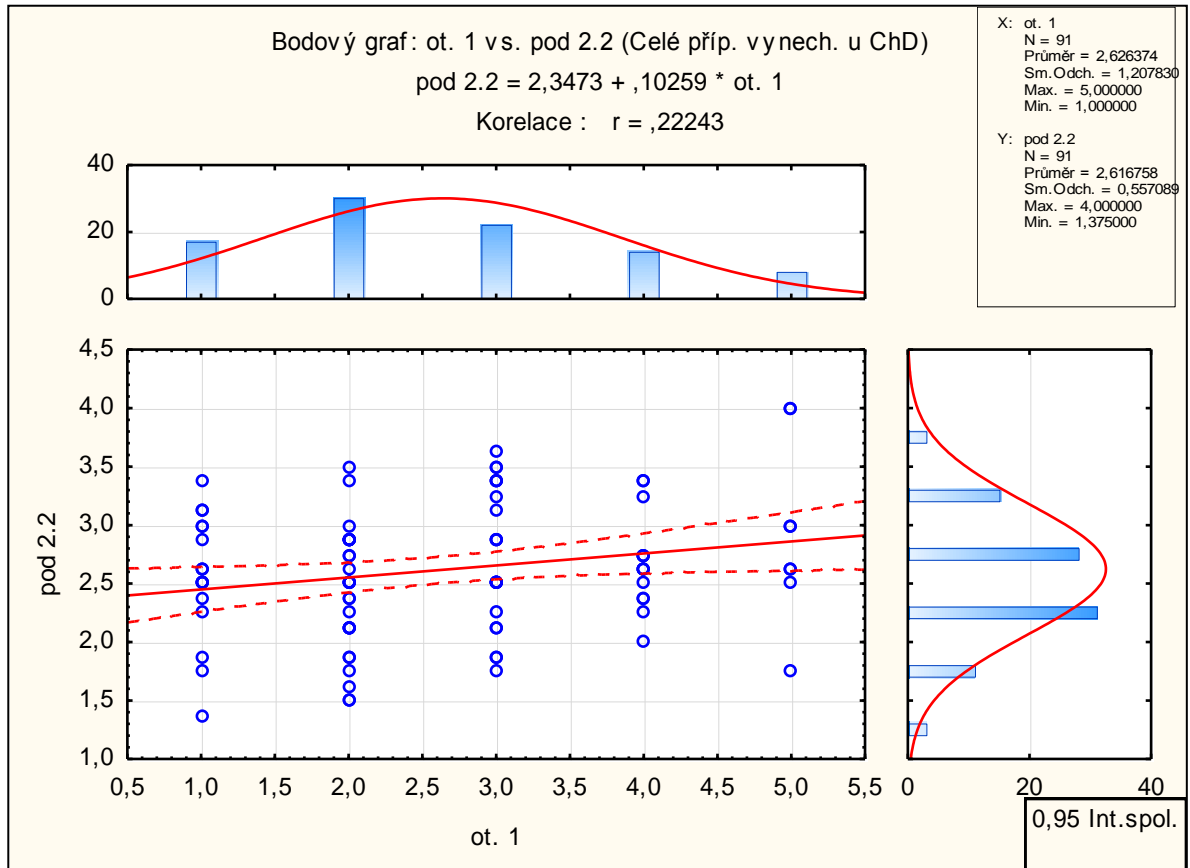 Bodový graf: ot. 1 vs. pod 2.2 (Celé příp. vynech. u ChD)
pod 2.2 = 2,3473 + ,10259 * ot. 1
Korelace : r = ,22243
X: ot. 1
N = 91
Průměr = 2,626374
Sm.Odch. = 1,207830
Max. = 5,000000
Min. = 1,000000
Y: pod 2.2
N = 91
Průměr = 2,616758
Sm.Odch. = 0,557089
Max. = 4,000000
Min. = 1,375000
40
20
0
4,5
4,0
3,5
3,0
2,5
2,0
1,5
1,0
pod 2.2
0,5 1,0 1,5 2,0 2,5 3,0 3,5 4,0 4,5 5,0 5,5
ot. 1
0 20 40
0,95 Int.spol.